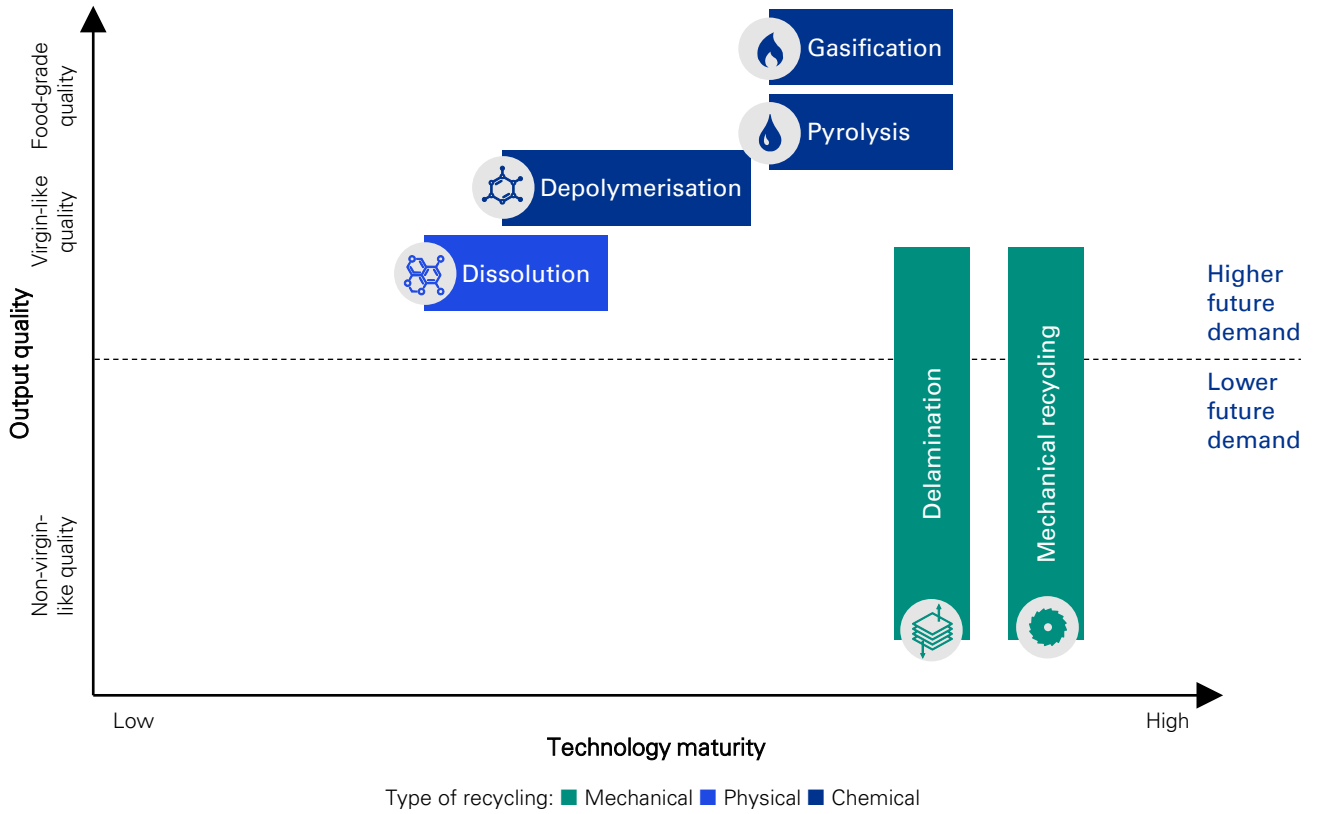 Food-grade
quality
Virgin-like
quality
Non-virgin-
like quality
Output quality
Gasification
Pyrolysis
Depolymerisation
Dissolution
Delamination
Mechanical recycling
Higher
future
demand
Lower
future
demand
Low
High
Technology maturity
Type of recycling: Mechanical Physical Chemical